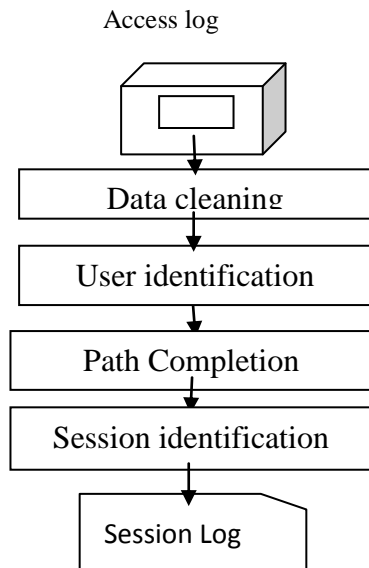 Access log
Data cleaning
User identification
Path Completion
Session identification
Session Log